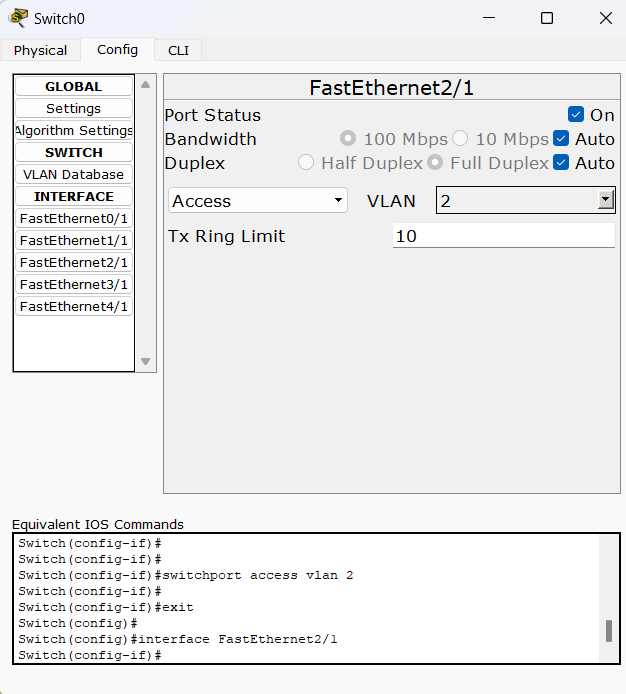 Switch0
Physical Config CLI
GLOBAL
Settings
Algorithm Settings
SWITCH
VLAN Database
INTERFACE
FastEthernet0/1
FastEthernet1/1
FastEthernet2/1
FastEthernet3/1
FastEthernet4/1
FastEthernet2/1
Port Status On
Bandwidth 100 Mbps 10 Mbps Auto
Duplex Half Duplex Full Duplex Auto
Access VLAN 2
Tx Ring Limit 10
Equivalent IOS Commands
Switch(config-if)#
Switch(config-if)#
Switch(config-if)#switchport access vlan 2
Switch(config-if)#
Switch(config-if)#exit
Switch(config)#
Switch(config)#interface FastEthernet2/1
Switch(config-if)#